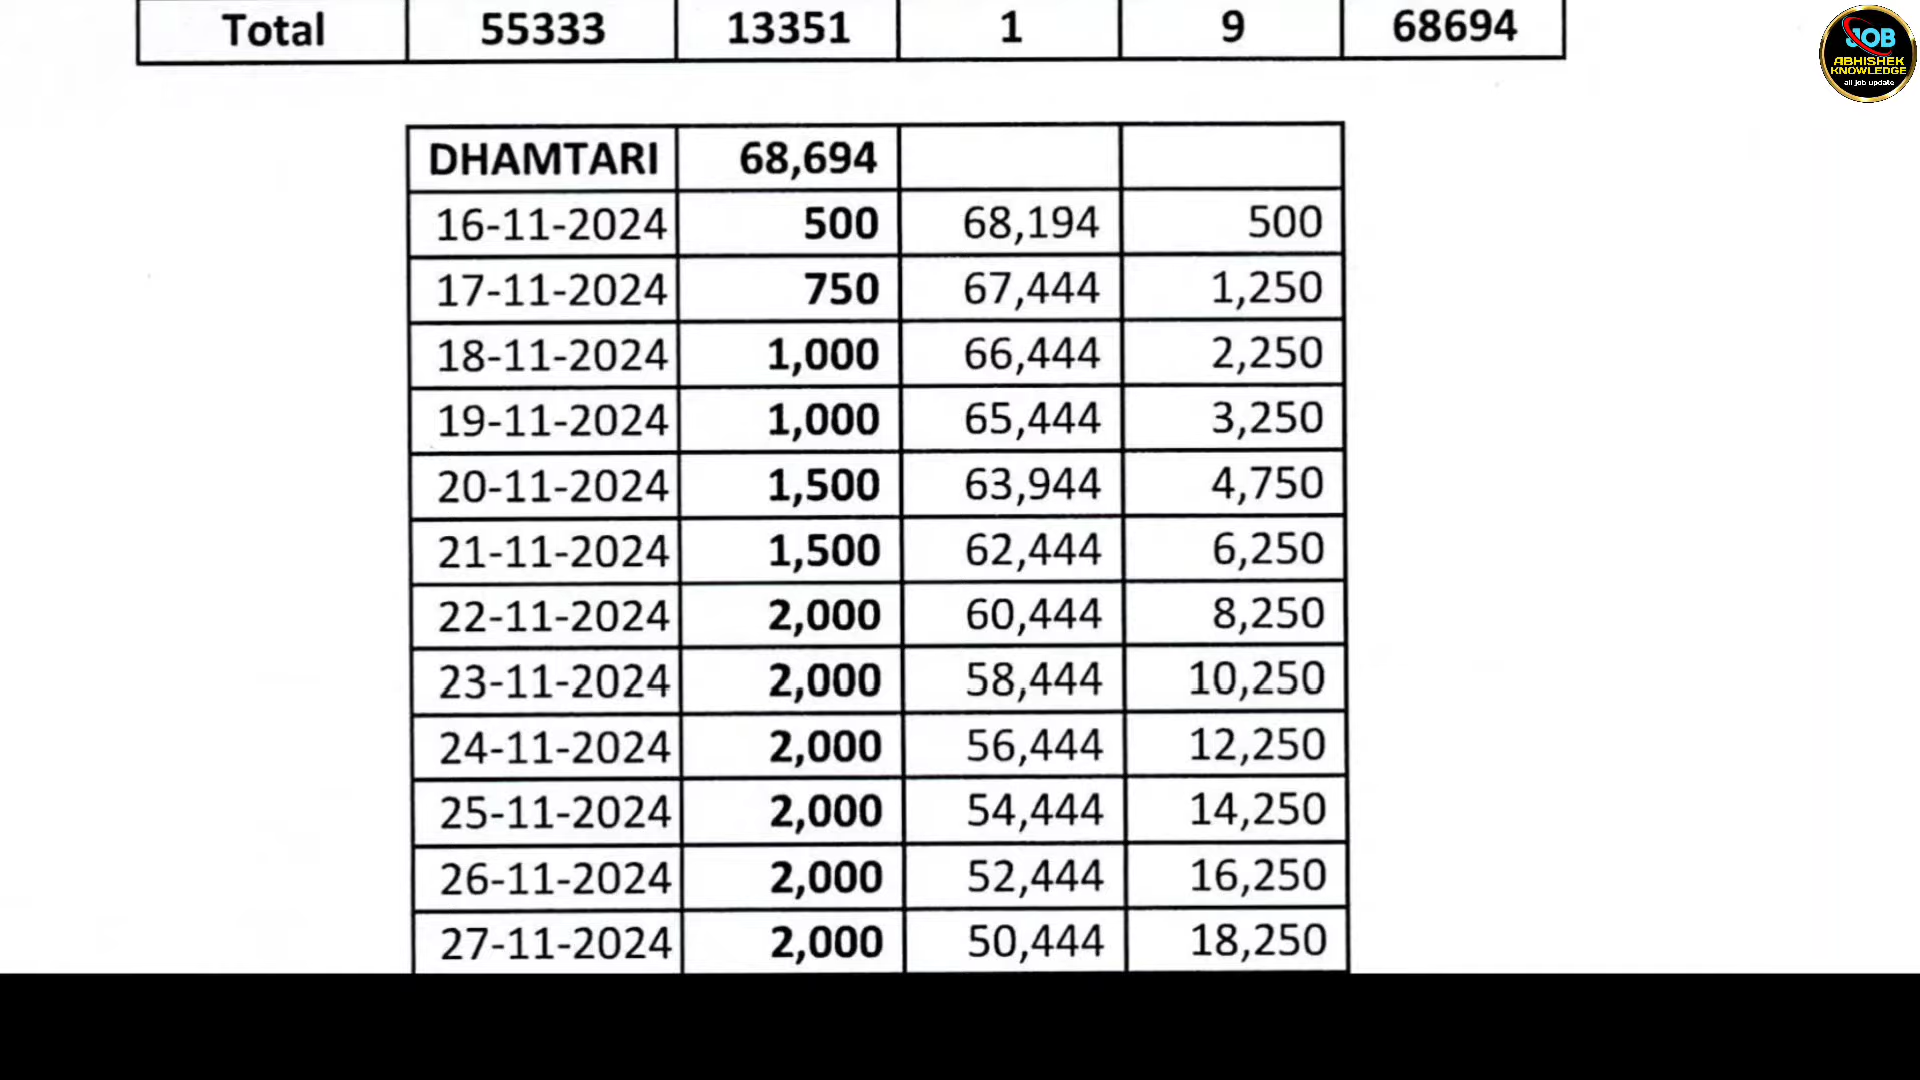 Total 55333 13351 1 9 68694
JOB
ABHISHEK
KNOWLEDGE
all job update
DHAMTARI 68,694
16-11-2024 500 68,194 500
17-11-2024 750 67,444 1,250
18-11-2024 1,000 66,444 2,250
19-11-2024 1,000 65,444 3,250
20-11-2024 1,500 63,944 4,750
21-11-2024 1,500 62,444 6,250
22-11-2024 2,000 60,444 8,250
23-11-2024 2,000 58,444 10,250
24-11-2024 2,000 56,444 12,250
25-11-2024 2,000 54,444 14,250
26-11-2024 2,000 52,444 16,250
27-11-2024 2,000 50,444 18,250